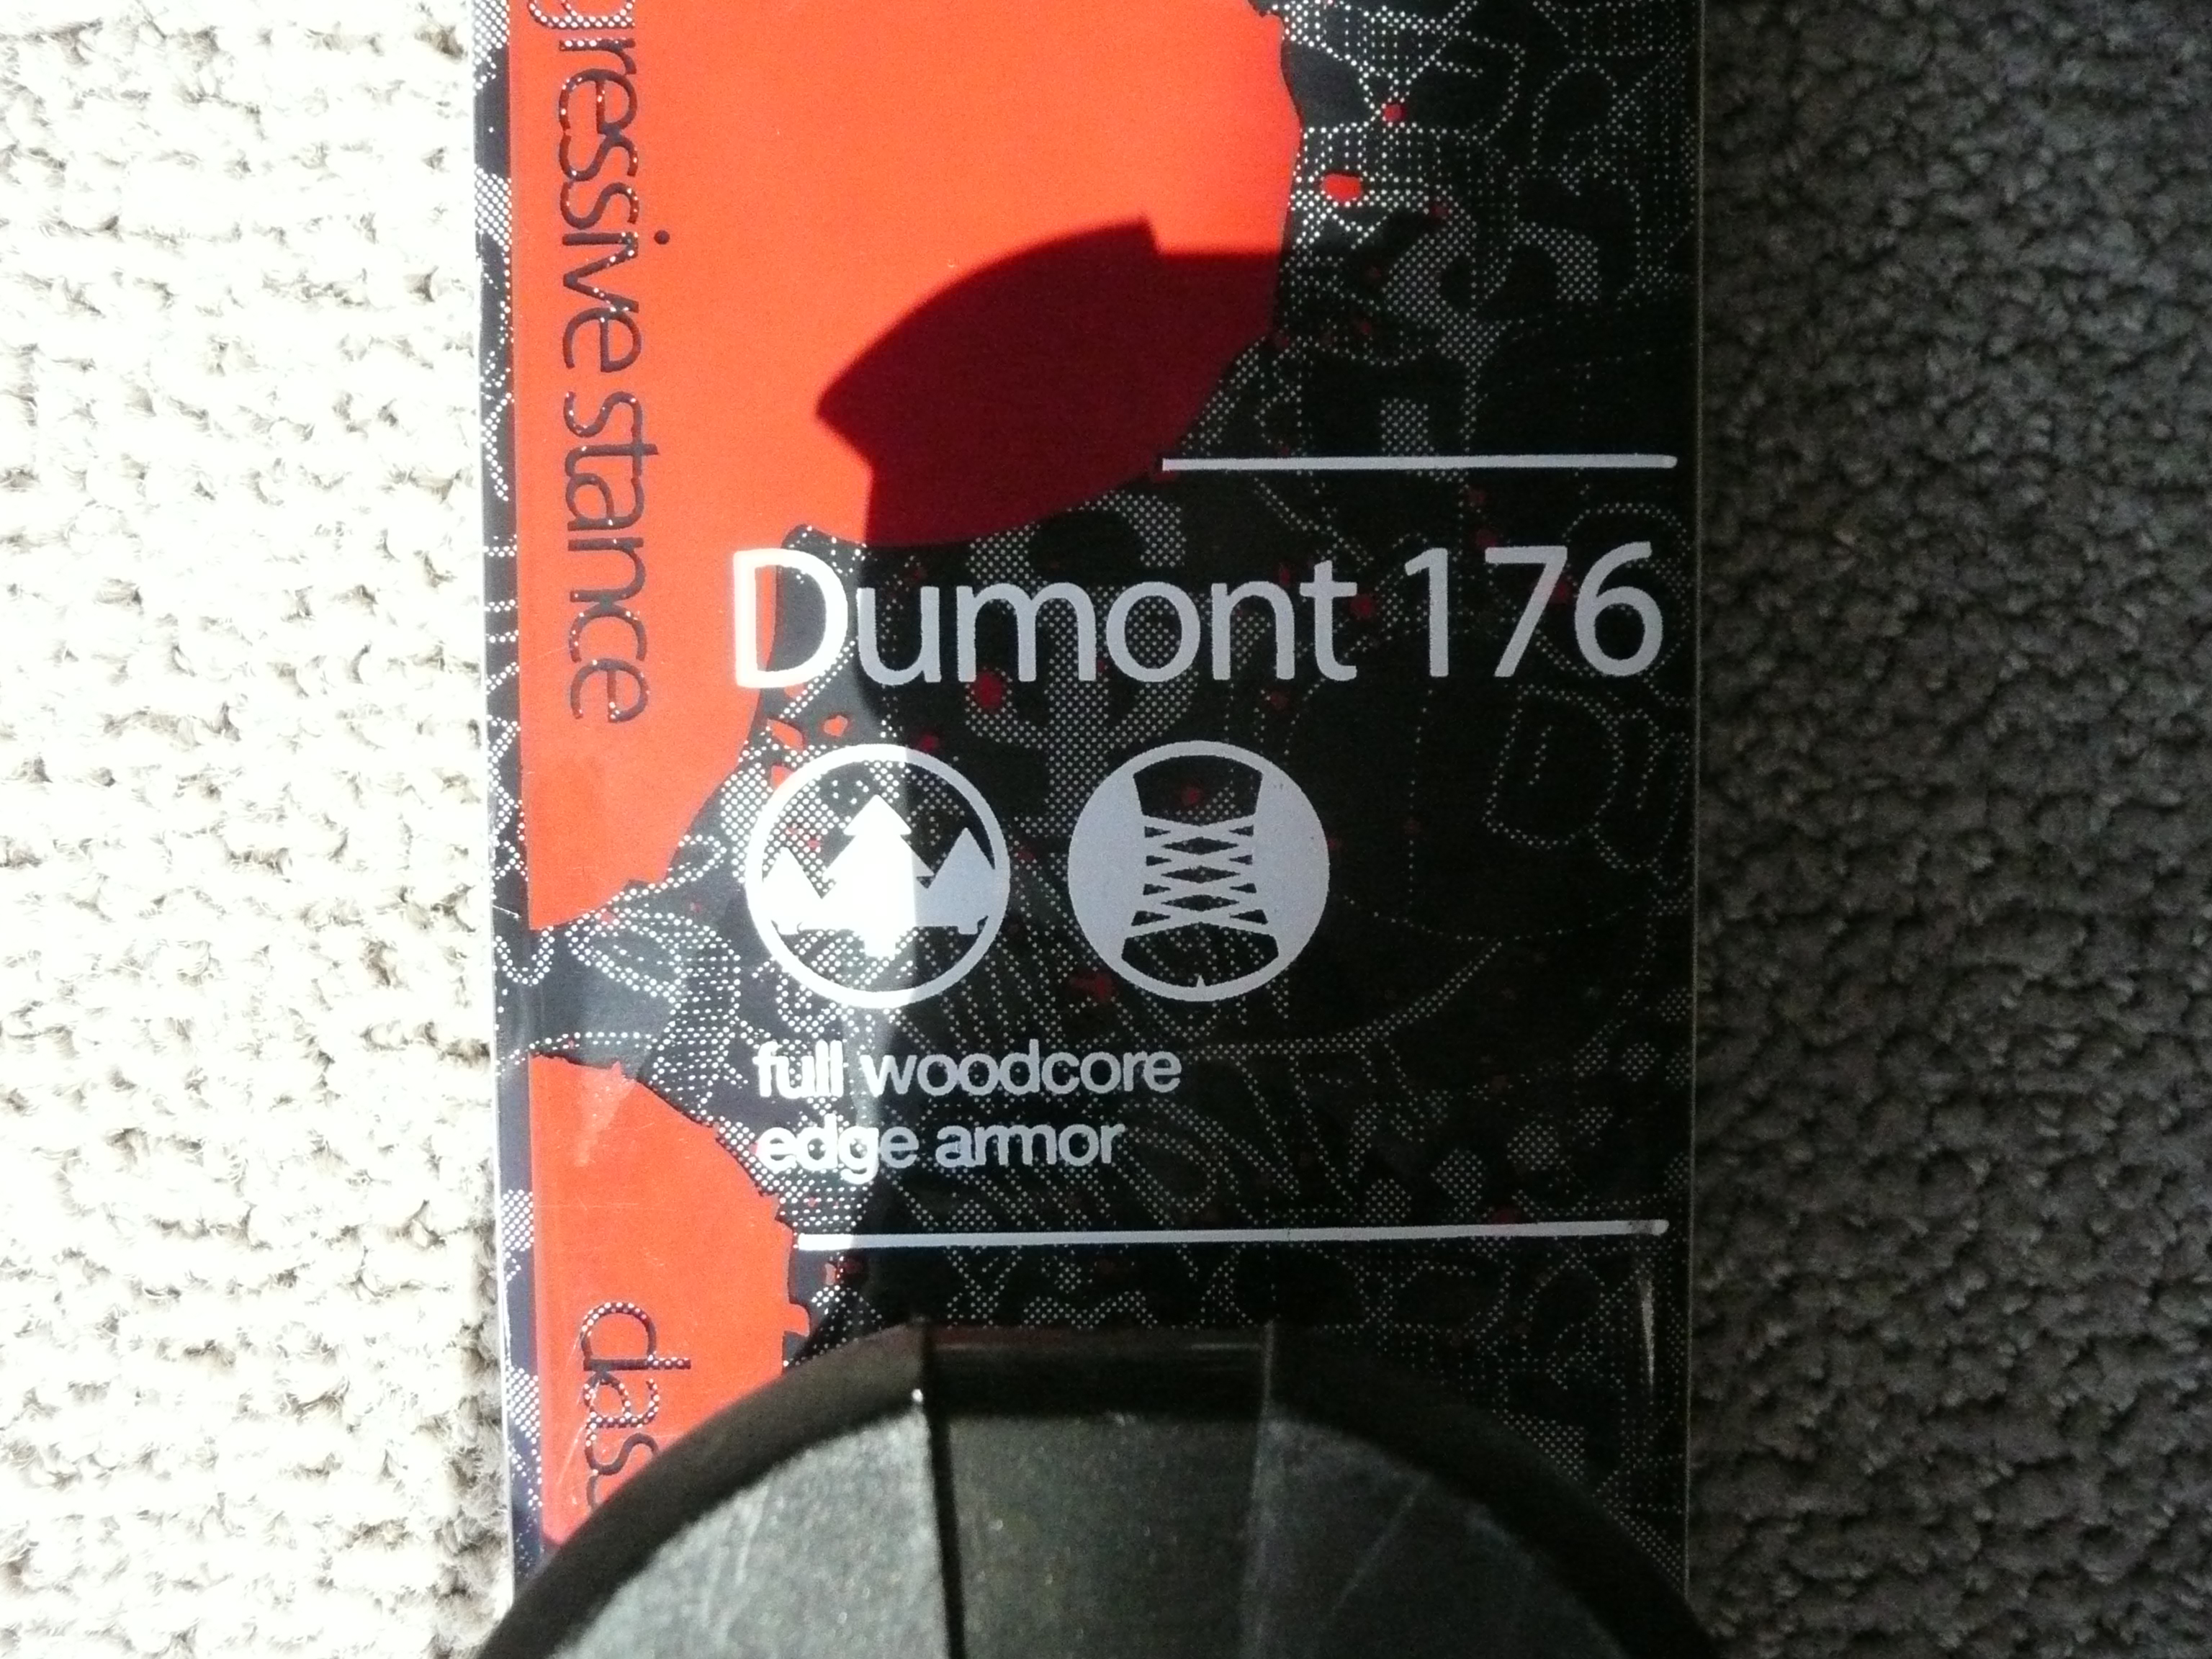 gressive stance
Dumont 176
full woodcore
edge armor